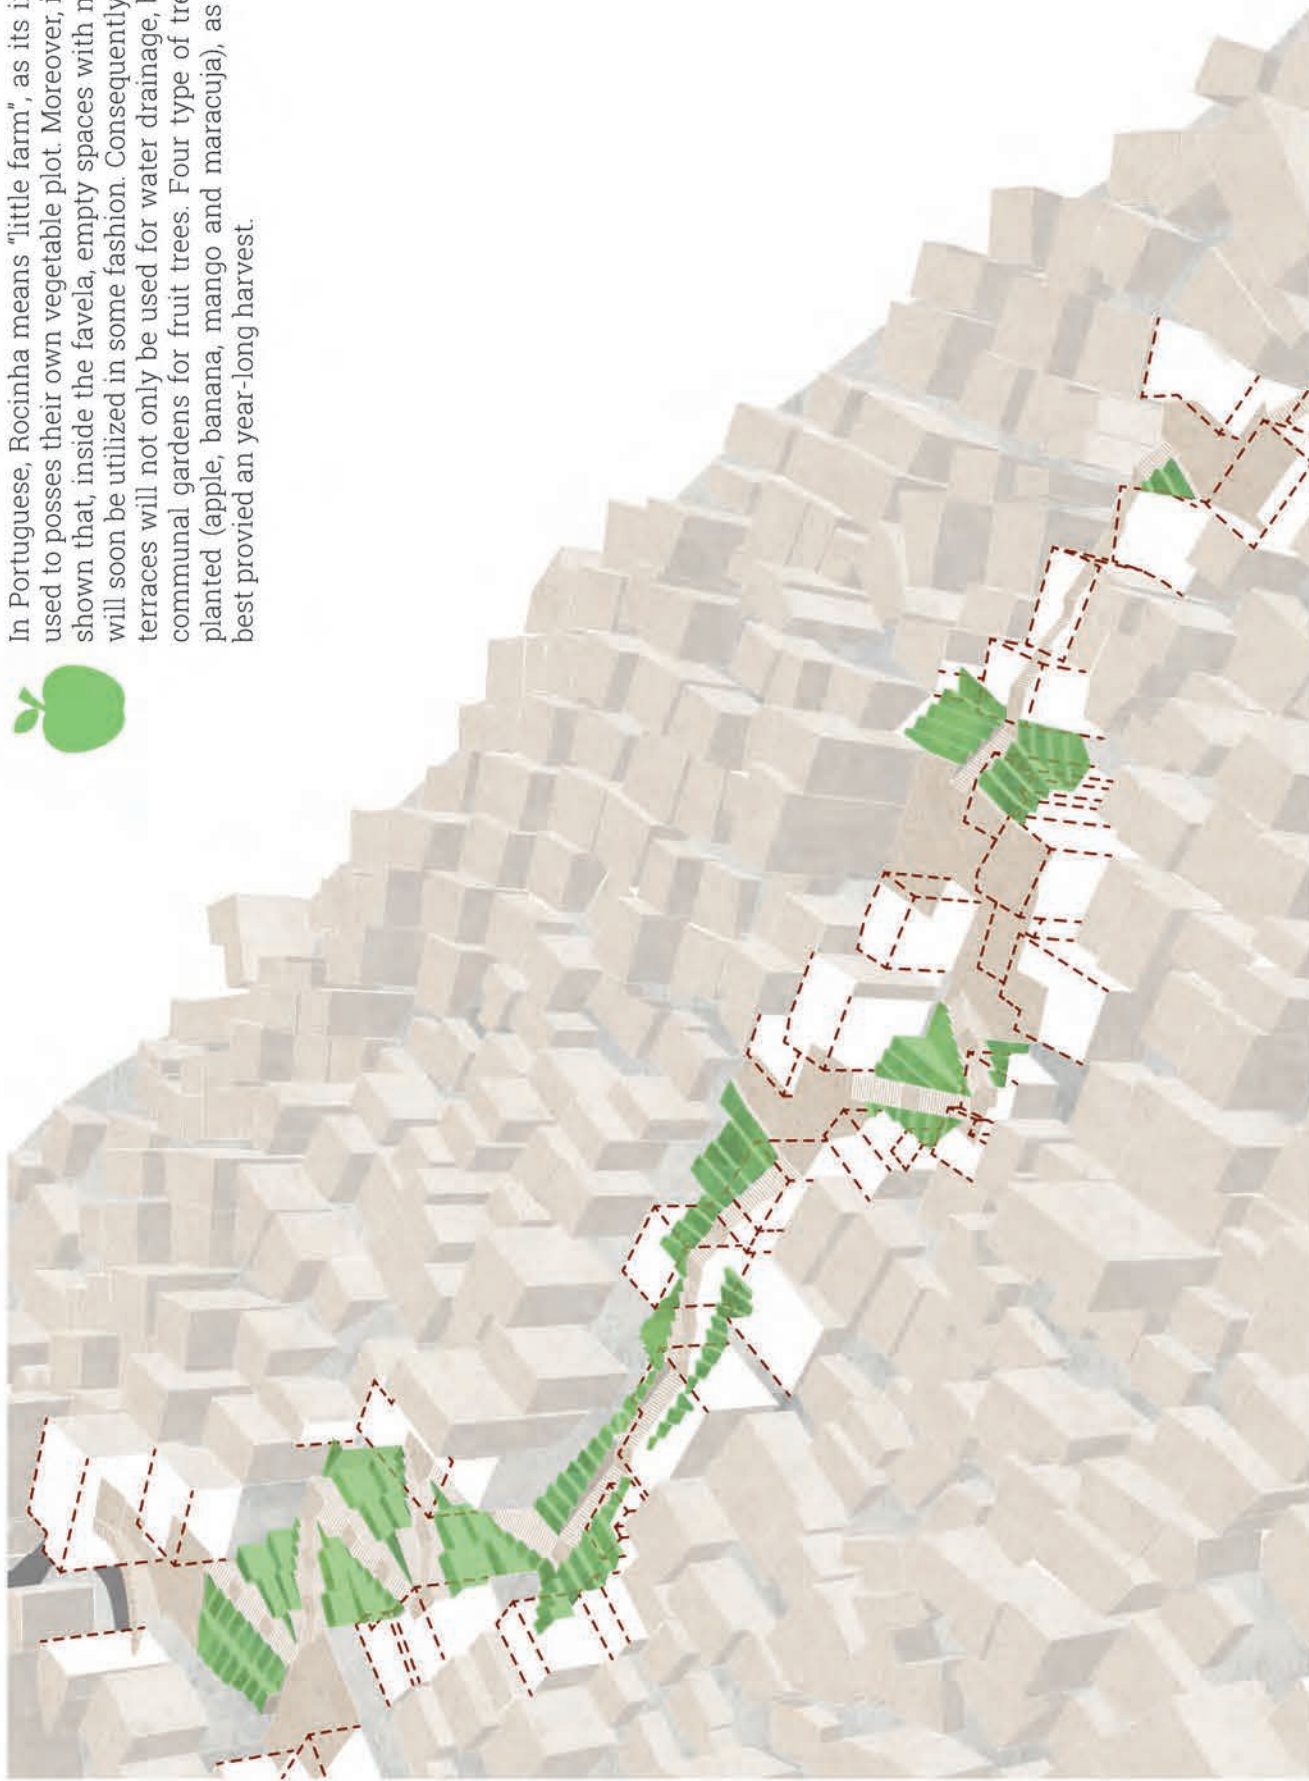 In Portuguese, Rocinha means "little farm", as its
used to posses their own vegetable plot. Moreover,
shown that, inside the favela, empty spaces with
will soon be utilized in some fashion. Consequently
terraces will not only be used for water drainage,
communal gardens for fruit trees. Four type of
planted (apple, banana, mango and maracuja), as
best provied an year-long harvest.